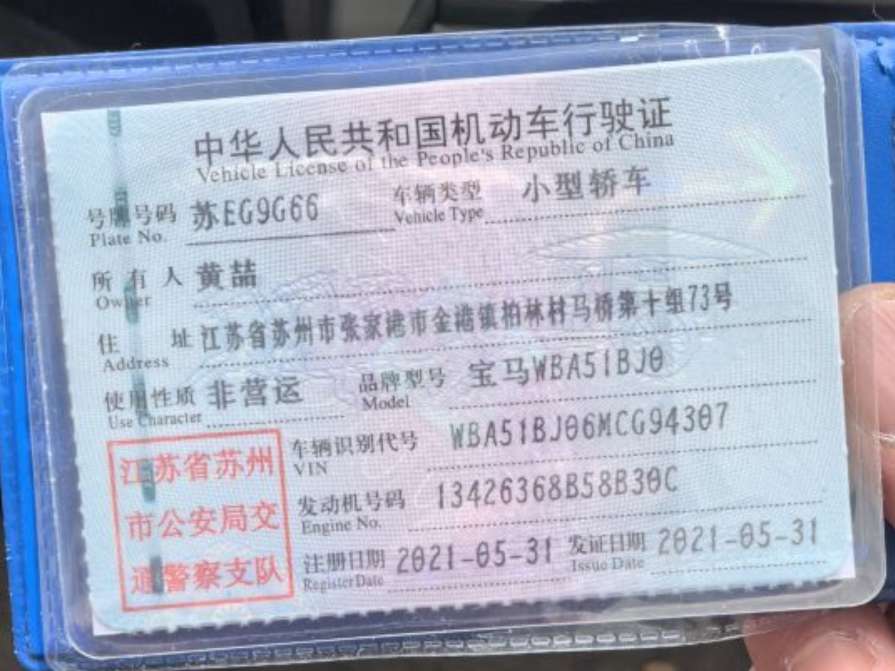 中华人民共和国机动车行驶证
Vehicle License of the People's Republic of China
号牌号码 苏EG9G66 车辆类型 小型轿车
Plate No. Vehicle Type
所有人 黄喆
Owner
住址 江苏省苏州市张家港市金港镇柏林村马桥第十组73号
Address
使用性质 非营运 品牌型号 宝马WBA51BJ0
Use Character Model
车辆识别代号 WBA51BJ06MCG94307
VIN
发动机号码 13426368B58B30C
Engine No.
注册日期 2021-05-31 发证日期 2021-05-31
Register Date Issue Date
江苏省苏州
市公安局交
通警察支队